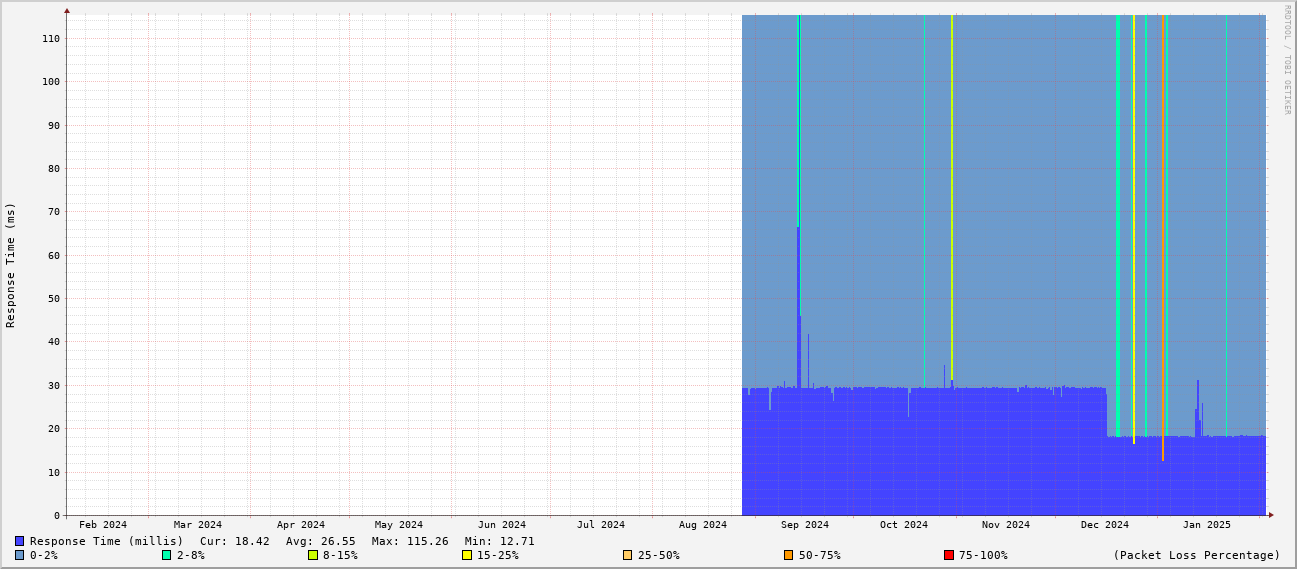 RRDTOOL / TOBI OETIKER
Response Time (ms)
110
100
90
80
70
60
50
40
30
20
10
0
Feb 2024 Mar 2024 Apr 2024 May 2024 Jun 2024 Jul 2024 Aug 2024 Sep 2024 Oct 2024 Nov 2024 Dec 2024 Jan 2025
Response Time (millis) Cur: 18.42 Avg: 26.55 Max: 115.26 Min: 12.71
0-2% 2-8% 8-15% 15-25% 25-50% 50-75% 75-100% (Packet Loss Percentage)